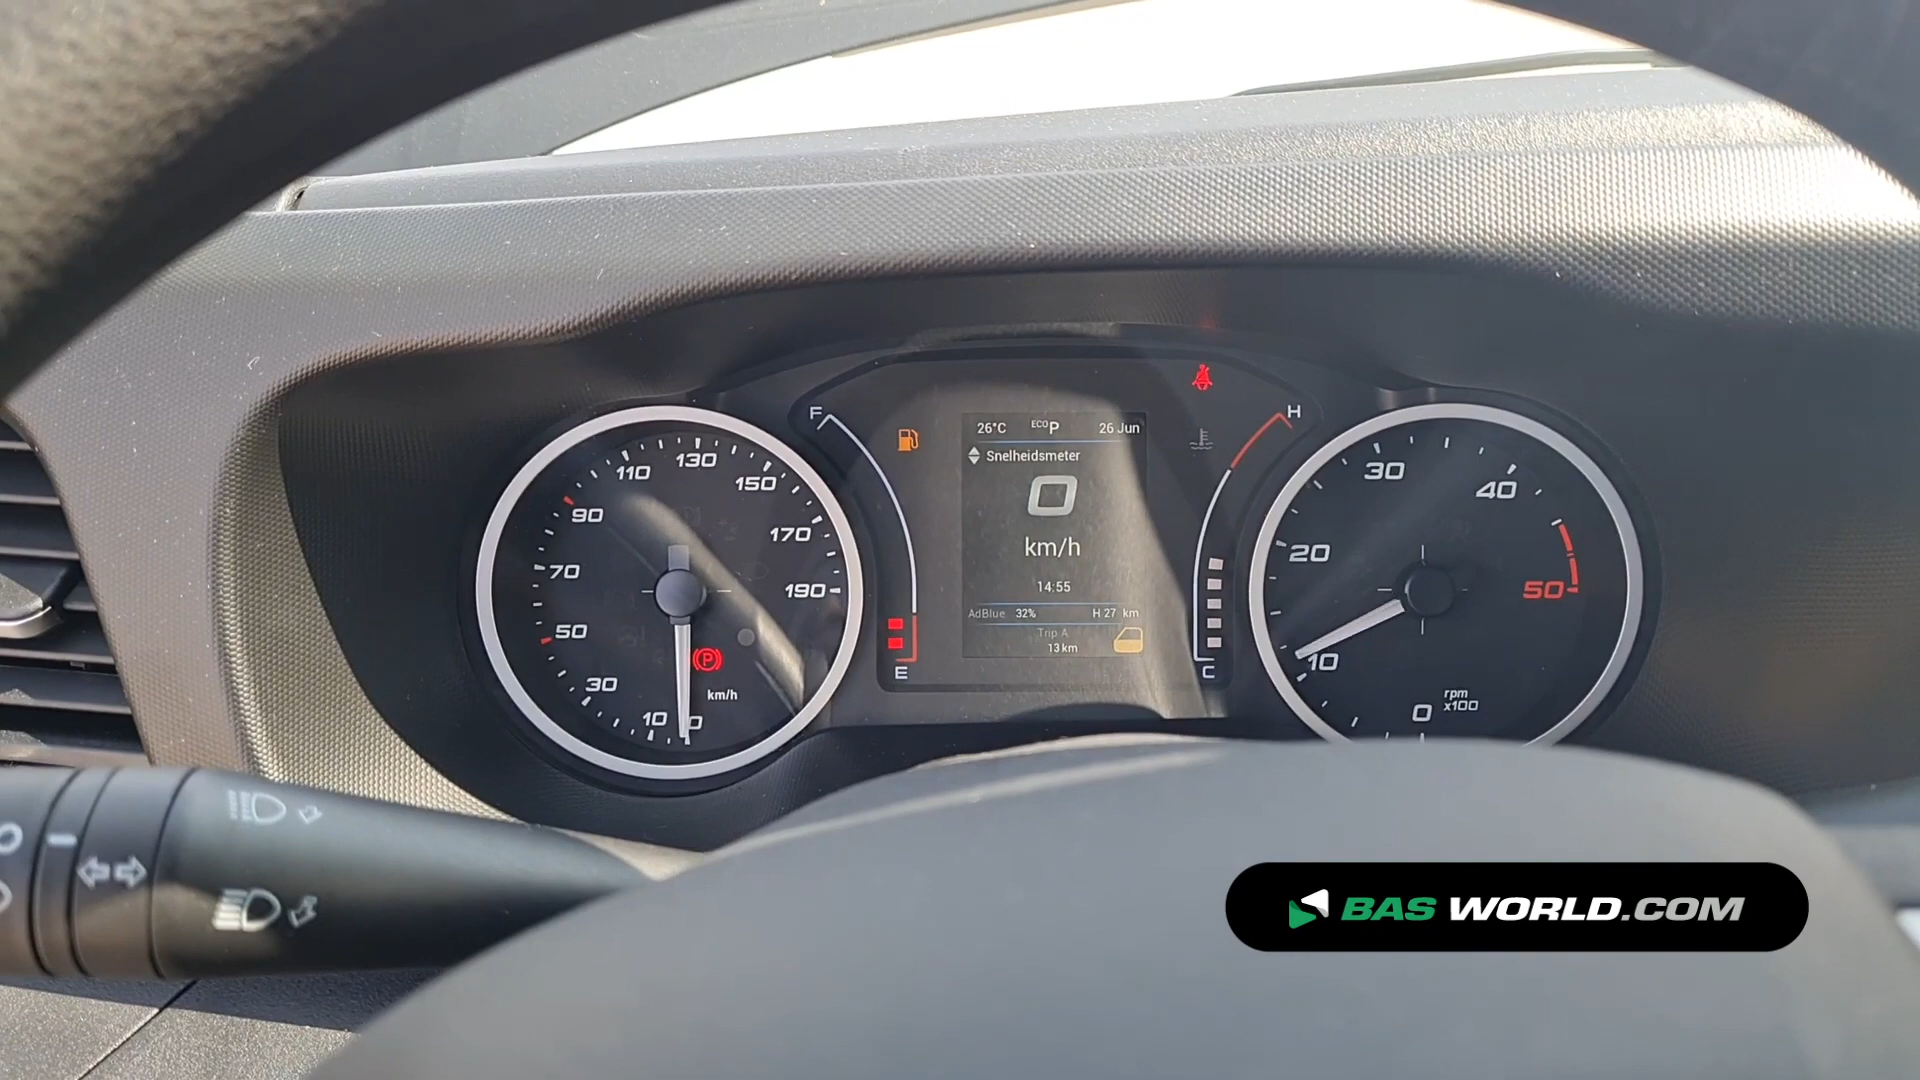 26°C ECO P 26 Jun
Snelheidsmeter
0
km/h
14:55
AdBlue 32% H 27 km
Trip A
13 km
F
E
H
C
10 30 50 70 90 110 130 150 170 190
0
km/h
P
0 10 20 30 40 50
rpm
x100
BAS WORLD.COM